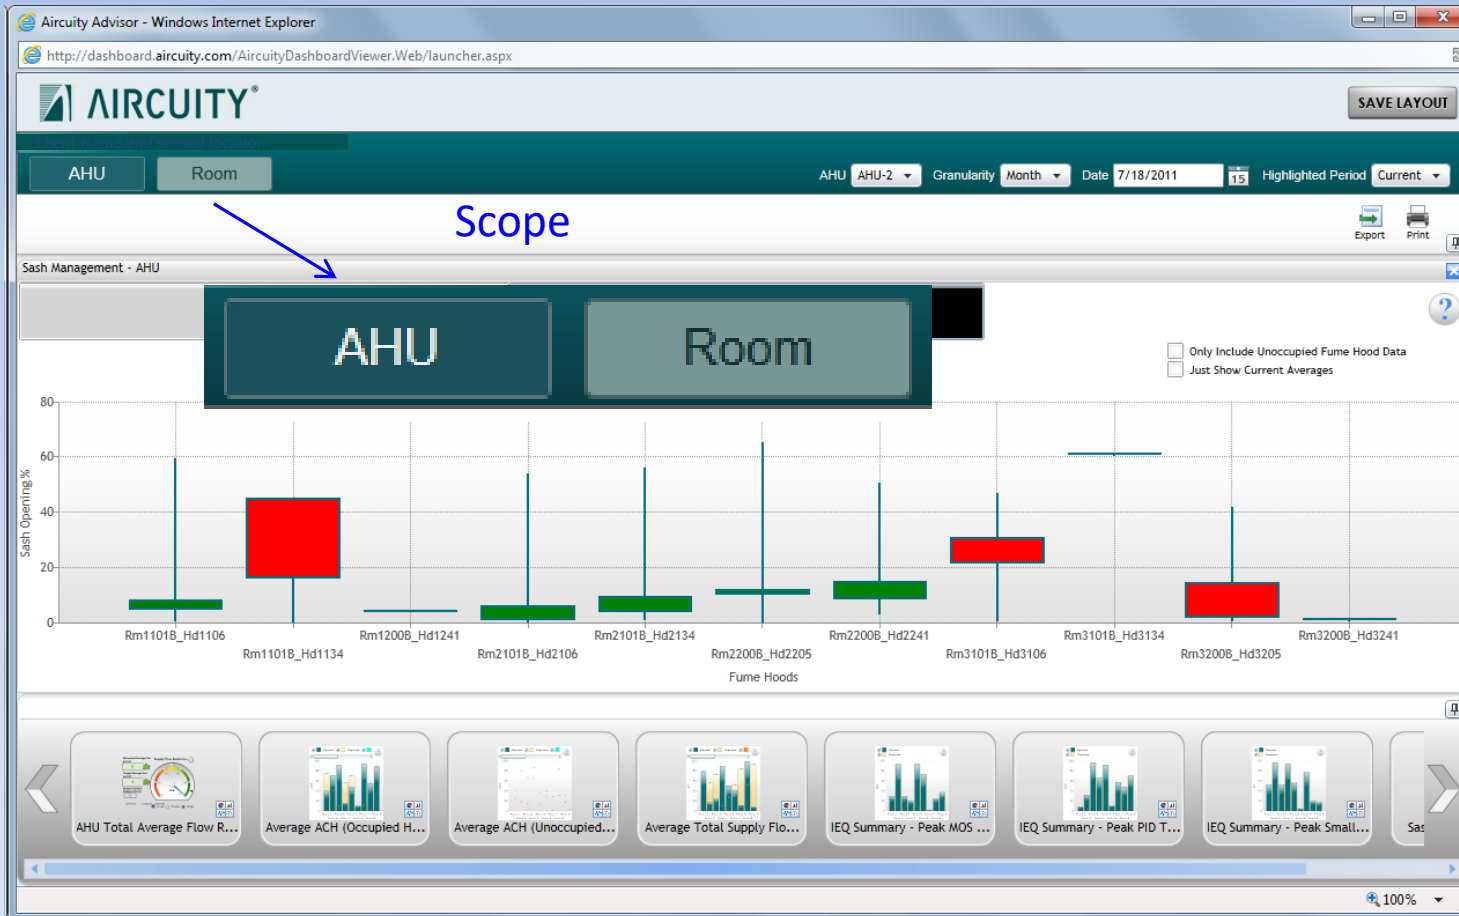 Aircuity Advisor - Windows Internet Explorer
http://dashboard.aircuity.com/AircuityDashboardViewer.Web/launcher.aspx
AIRCUITY®
SAVE LAYOUT
AHU Room
AHU AHU-2 Granularity Month Date 7/18/2011 15 Highlighted Period Current
Scope
Export Print
Sash Management - AHU
AHU Room
?
Only Include Unoccupied Fume Hood Data
Just Show Current Averages
80
60
40
20
0
Sash Opening %
Rm1101B_Hd1106
Rm1101B_Hd1134
Rm1200B_Hd1241
Rm2101B_Hd2106
Rm2101B_Hd2134
Rm2200B_Hd2205
Rm2200B_Hd2241
Rm3101B_Hd3106
Rm3101B_Hd3134
Rm3200B_Hd3205
Rm3200B_Hd3241
Fume Hoods
AHU Total Average Flow R...
Average ACH (Occupied H...
Average ACH (Unoccupied...
Average Total Supply Flo...
IEQ Summary - Peak MOS ...
IEQ Summary - Peak PID T...
IEQ Summary - Peak Small...
Sas
100%